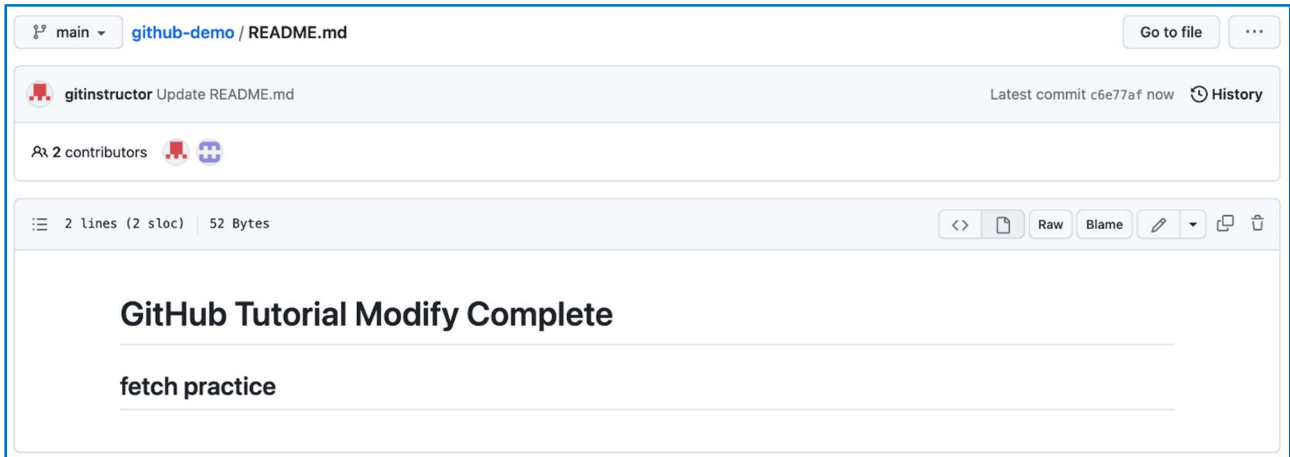 main github-demo / README.md Go to file ...
gitinstructor Update README.md Latest commit c6e77af now History
2 contributors
2 lines (2 sloc) 52 Bytes <> Raw Blame
GitHub Tutorial Modify Complete
fetch practice